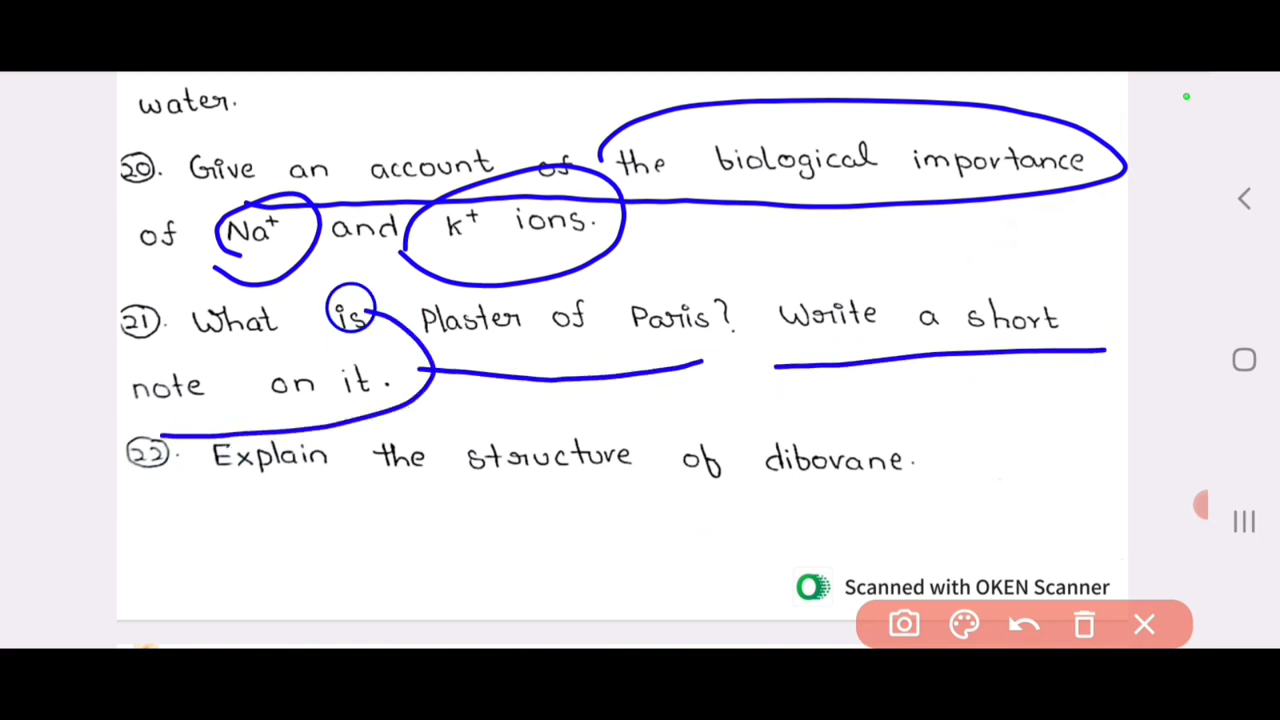 water.
20. Give an account of the biological importance
of Na⁺ and K⁺ ions.
21. What is Plaster of Paris? Write a short
note on it.
22. Explain the structure of diborane.
Scanned with OKEN Scanner